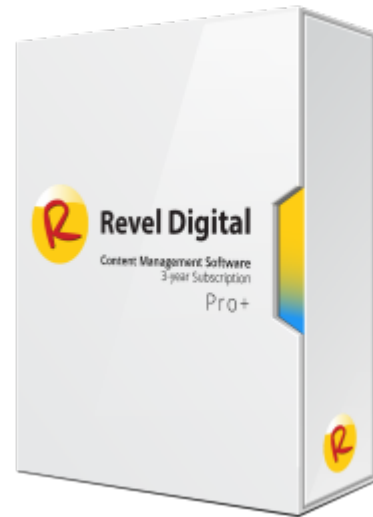 R
Revel Digital
Content Management Software
3-year Subscription
Pro+
R